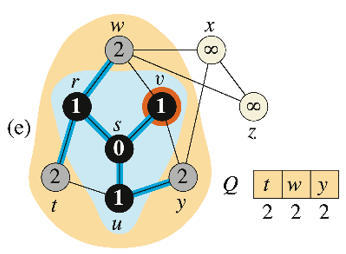 w x
2 ∞
r v
1 1 ∞
(e) s z
0
2 1 2 Q t w y
t u y 2 2 2